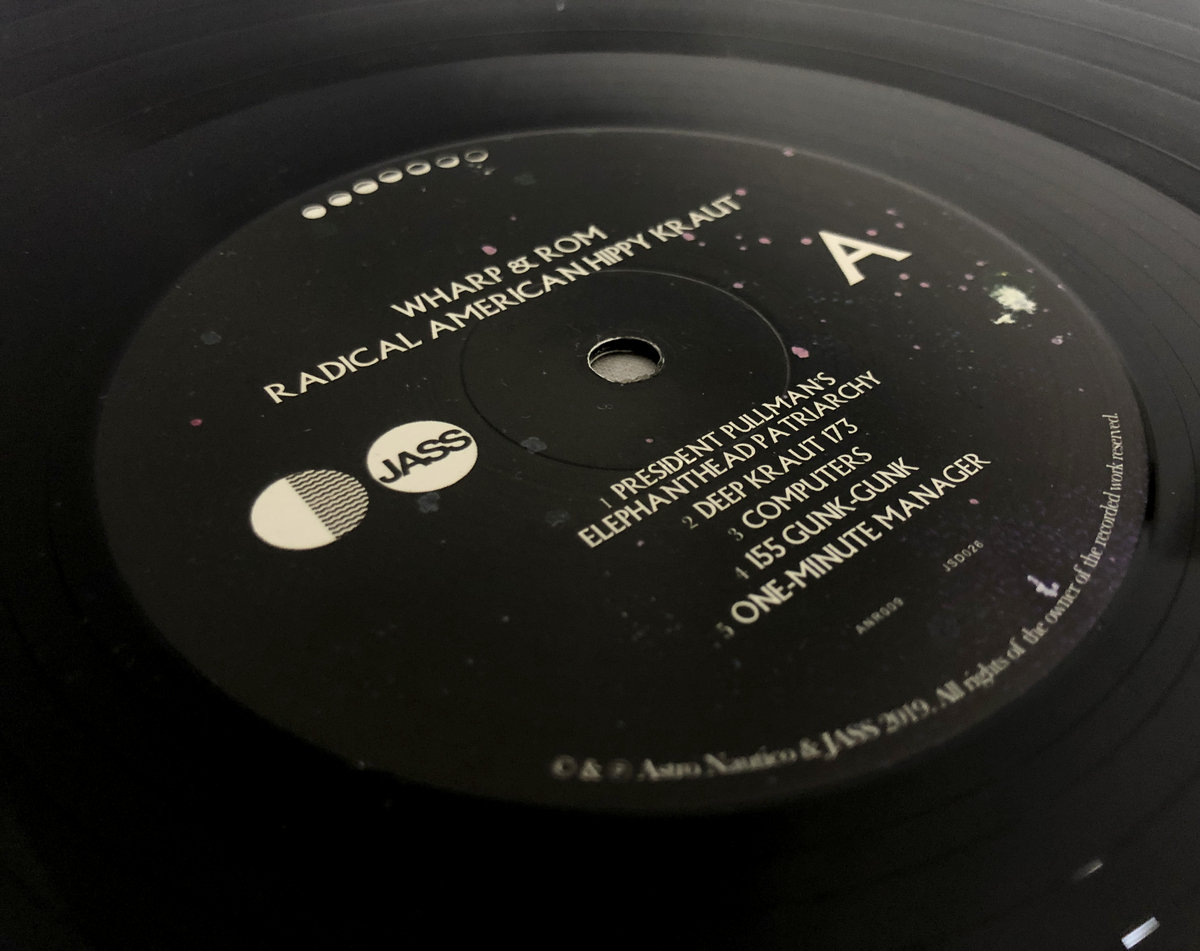 WHARP & ROM
RADICAL AMERICAN HIPPY KRAUT
A
JASS
1 PRESIDENT PULLMAN'S
ELEPHANTHEAD PATRIARCHY
2 DEEP KRAUT 173
3 COMPUTERS
4 155 GUNK-GUNK
5 ONE-MINUTE MANAGER
ANR009
JSD026
© & ℗ Astro Nautico & JASS 2019. All rights of the owner of the recorded work reserved.